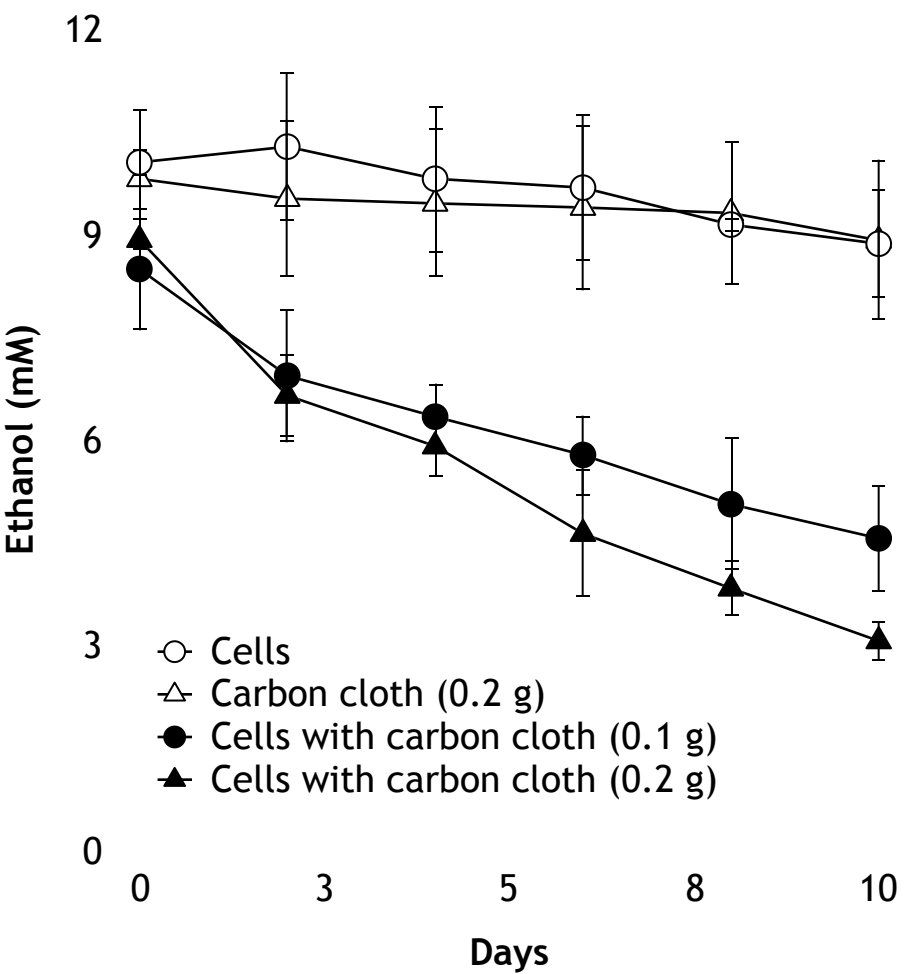 12
9
6
3
0
Ethanol (mM)
Cells
Carbon cloth (0.2 g)
Cells with carbon cloth (0.1 g)
Cells with carbon cloth (0.2 g)
0 3 5 8 10
Days